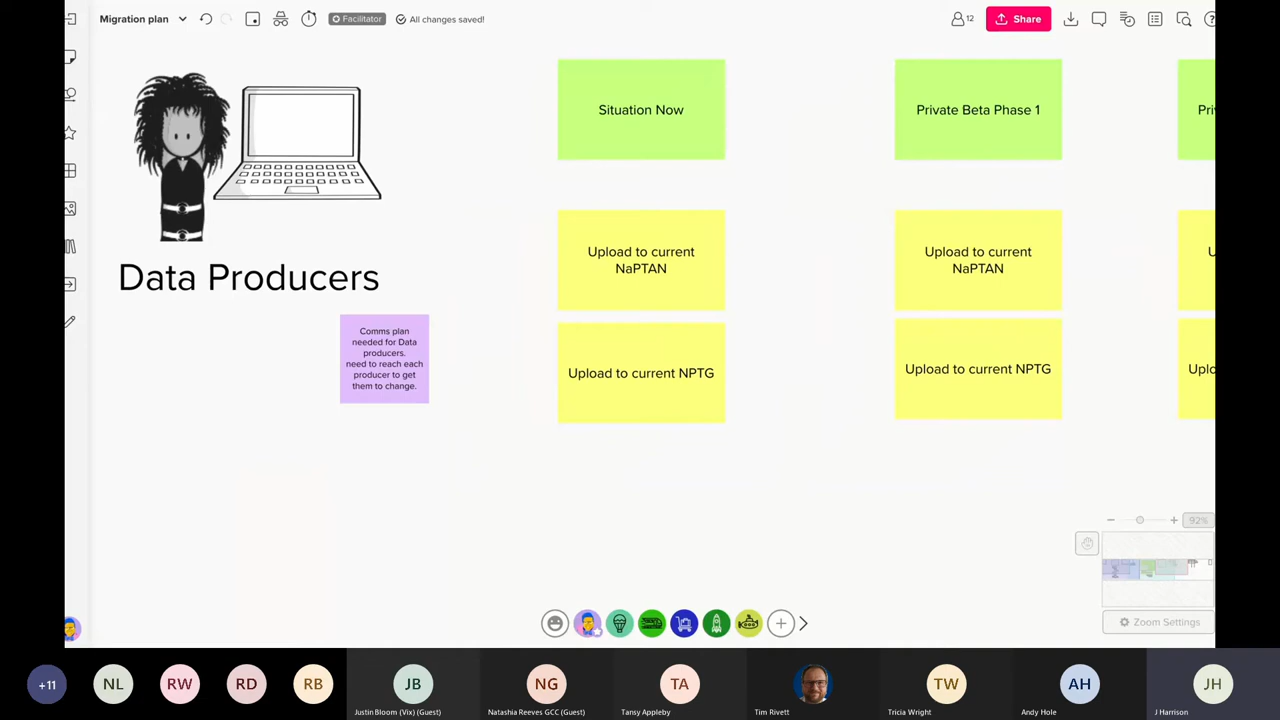 Migration plan
Facilitator
All changes saved!
12
Share
?
Situation Now
Private Beta Phase 1
Upload to current
NaPTAN
Upload to current
NaPTAN
Data Producers
Comms plan
needed for Data
producers.
need to reach each
producer to get
them to change.
Upload to current NPTG
Upload to current NPTG
92%
Zoom Settings
+11
NL
RW
RD
RB
JB
NG
TA
TW
AH
JH
Justin Bloom (Vix) (Guest)
Natashia Reeves GCC (Guest)
Tansy Appleby
Tim Rivett
Tricia Wright
Andy Hole
J Harrison